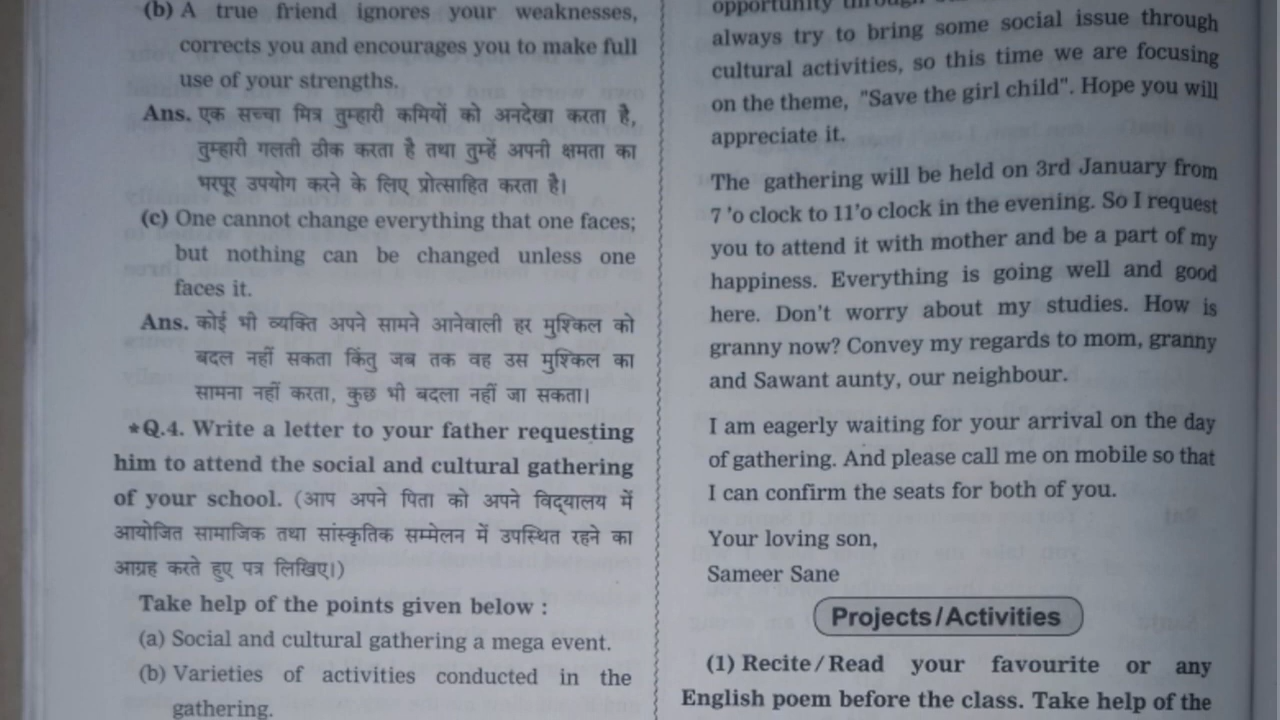 (b) A true friend ignores your weaknesses,
corrects you and encourages you to make full
use of your strengths.
Ans. एक सच्चा मित्र तुम्हारी कमियों को अनदेखा करता है,
तुम्हारी गलती ठीक करता है तथा तुम्हें अपनी क्षमता का
भरपूर उपयोग करने के लिए प्रोत्साहित करता है।
(c) One cannot change everything that one faces;
but nothing can be changed unless one
faces it.
Ans. कोई भी व्यक्ति अपने सामने आनेवाली हर मुश्किल को
बदल नहीं सकता किंतु जब तक वह उस मुश्किल का
सामना नहीं करता, कुछ भी बदला नहीं जा सकता।
*Q.4. Write a letter to your father requesting
him to attend the social and cultural gathering
of your school. (आप अपने पिता को अपने विद्‌यालय में
आयोजित सामाजिक तथा सांस्कृतिक सम्मेलन में उपस्थित रहने का
आग्रह करते हुए पत्र लिखिए।)
Take help of the points given below :
(a) Social and cultural gathering a mega event.
(b) Varieties of activities conducted in the
gathering.
opportunity through
always try to bring some social issue through
cultural activities, so this time we are focusing
on the theme, "Save the girl child". Hope you will
appreciate it.
The gathering will be held on 3rd January from
7 'o clock to 11'o clock in the evening. So I request
you to attend it with mother and be a part of my
happiness. Everything is going well and good
here. Don't worry about my studies. How is
granny now? Convey my regards to mom, granny
and Sawant aunty, our neighbour.
I am eagerly waiting for your arrival on the day
of gathering. And please call me on mobile so that
I can confirm the seats for both of you.
Your loving son,
Sameer Sane
Projects/Activities
(1) Recite/Read your favourite or any
English poem before the class. Take help of the